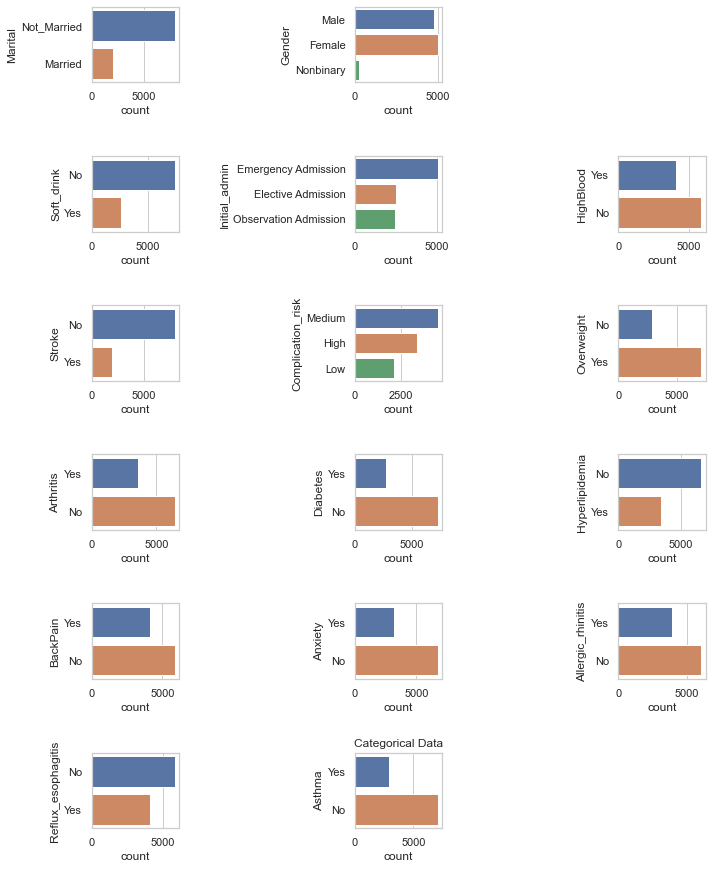 Marital
Not_Married
Married
0 5000
count
Gender
Male
Female
Nonbinary
0 5000
count
Soft_drink
No
Yes
0 5000
count
Initial_admin
Emergency Admission
Elective Admission
Observation Admission
0 5000
count
HighBlood
Yes
No
0 5000
count
Stroke
No
Yes
0 5000
count
Complication_risk
Medium
High
Low
0 2500
count
Overweight
No
Yes
0 5000
count
Arthritis
Yes
No
0 5000
count
Diabetes
Yes
No
0 5000
count
Hyperlipidemia
No
Yes
0 5000
count
BackPain
Yes
No
0 5000
count
Anxiety
Yes
No
0 5000
count
Allergic_rhinitis
Yes
No
0 5000
count
Reflux_esophagitis
No
Yes
0 5000
count
Categorical Data
Asthma
Yes
No
0 5000
count